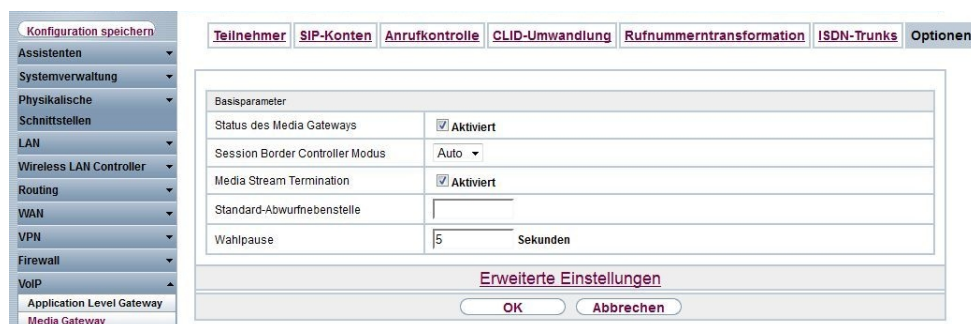 Konfiguration speichern
Assistenten
Systemverwaltung
Physikalische
Schnittstellen
LAN
Wireless LAN Controller
Routing
WAN
VPN
Firewall
VoIP
Application Level Gateway
Media Gateway
Teilnehmer SIP-Konten Anrufkontrolle CLID-Umwandlung Rufnummerntransformation ISDN-Trunks Optionen
Basisparameter
Status des Media Gateways Aktiviert
Session Border Controller Modus Auto
Media Stream Termination Aktiviert
Standard-Abwurfnebenstelle
Wahlpause 5 Sekunden
Erweiterte Einstellungen
OK Abbrechen